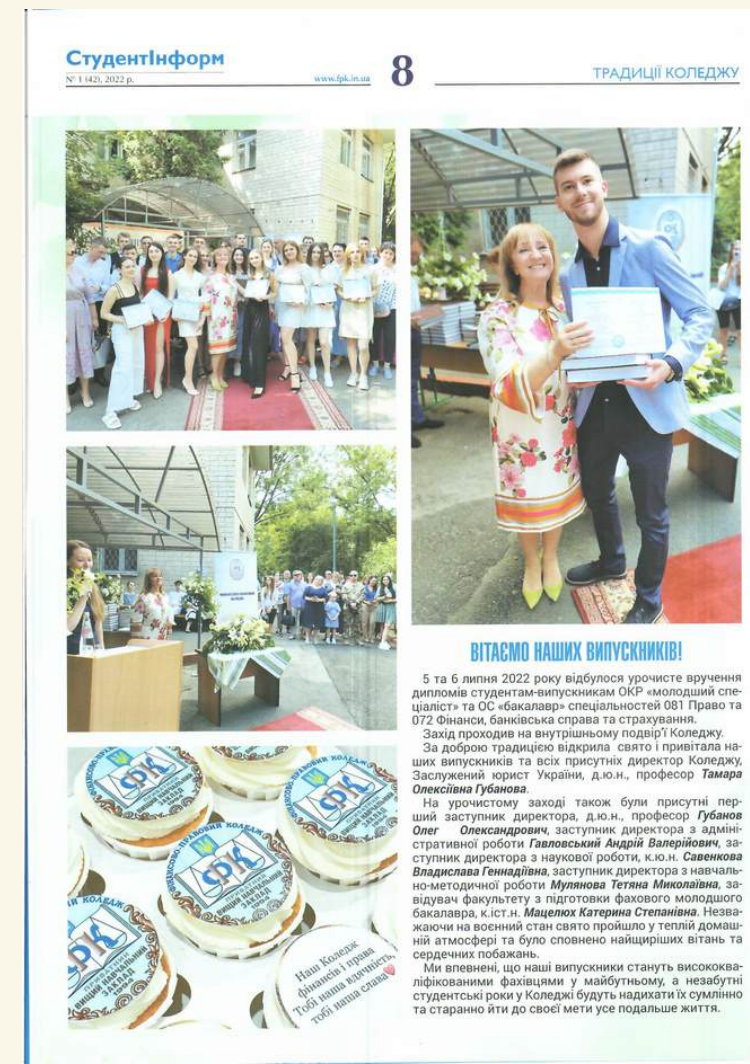 СтудентІнформ
№ 1 (42), 2022 р.
www.fpk.in.ua
8
ТРАДИЦІЇ КОЛЕДЖУ
ВІТАЄМО НАШИХ ВИПУСКНИКІВ!
5 та 6 липня 2022 року відбулося урочисте вручення
дипломів студентам-випускникам ОКР «молодший спе-
ціаліст» та ОС «бакалавр» спеціальностей 081 Право та
072 Фінанси, банківська справа та страхування.
Захід проходив на внутрішньому подвір’ї Коледжу.
За доброю традицією відкрила свято і привітала на-
ших випускників та всіх присутніх директор Коледжу,
Заслужений юрист України, д.ю.н., професор Тамара
Олексіївна Губанова.
На урочистому заході також були присутні пер-
ший заступник директора, д.ю.н., професор Губанов
Олег Олександрович, заступник директора з адміні-
стративної роботи Гавловський Андрій Валерійович, за-
ступник директора з наукової роботи, к.ю.н. Савенкова
Владислава Геннадіївна, заступник директора з навчаль-
но-методичної роботи Мулянова Тетяна Миколаївна, за-
відувач факультету з підготовки фахового молодшого
бакалавра, к.іст.н. Мацелюх Катерина Степанівна. Незва-
жаючи на воєнний стан свято пройшло у теплій домаш-
ній атмосфері та було сповнено найщиріших вітань та
сердечних побажань.
Ми впевнені, що наші випускники стануть висококва-
ліфікованими фахівцями у майбутньому, а незабутні
студентські роки у Коледжі будуть надихати їх сумлінно
та старанно йти до своєї мети усе подальше життя.
ФІНАНСОВО-ПРАВОВИЙ КОЛЕДЖ
ФПК
ПРИВАТНИЙ
ВИЩИЙ НАВЧАЛЬНИЙ
ЗАКЛАД
Наш Коледж
фінансів і права
Тобі наша вдячність,
тобі наша слава